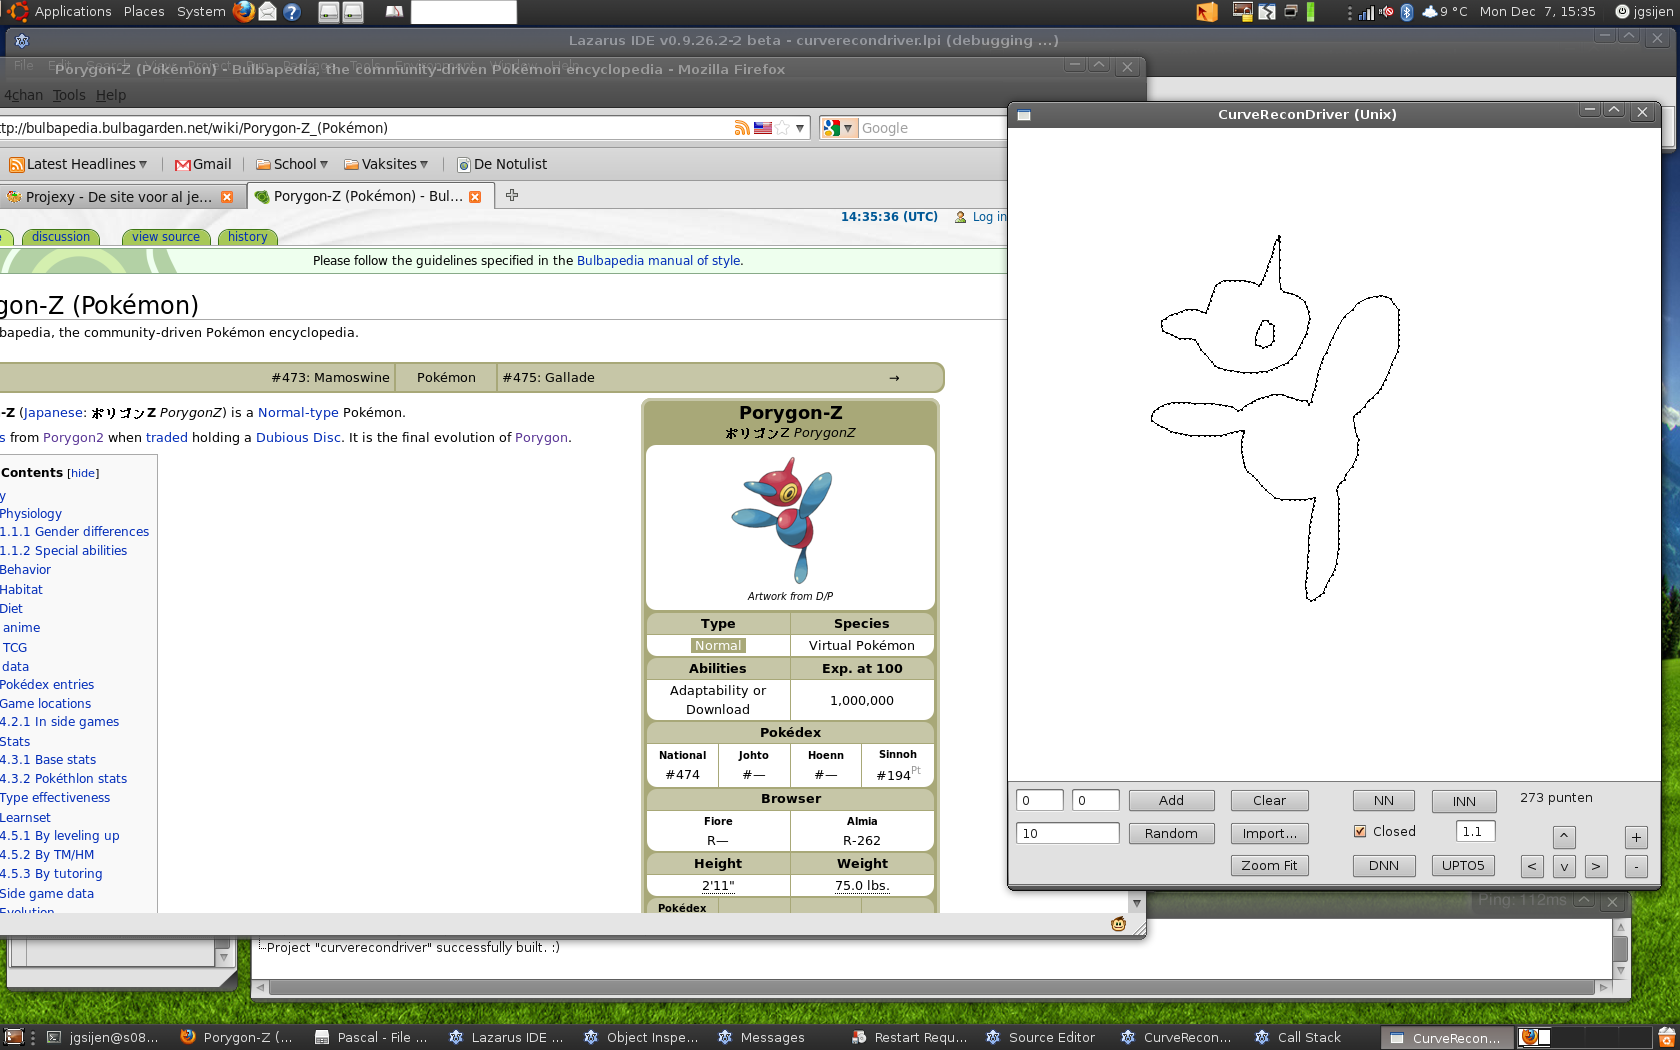 Applications Places System
9 °C Mon Dec 7, 15:35 jgsijen
Lazarus IDE v0.9.26.2-2 beta - curverecondriver.lpi (debugging ...)
Porygon-Z (Pokémon) - Bulbapedia, the community-driven Pokémon encyclopedia - Mozilla Firefox
4chan Tools Help
ttp://bulbapedia.bulbagarden.net/wiki/Porygon-Z_(Pokémon)
Google
Latest Headlines Gmail School Vaksites De Notulist
Projexy - De site voor al je...
Porygon-Z (Pokémon) - Bul...
14:35:36 (UTC) Log in
e discussion view source history
Please follow the guidelines specified in the Bulbapedia manual of style.
gon-Z (Pokémon)
bapedia, the community-driven Pokémon encyclopedia.
#473: Mamoswine Pokémon #475: Gallade →
-Z (Japanese: ポリゴンZ PorygonZ) is a Normal-type Pokémon.
s from Porygon2 when traded holding a Dubious Disc. It is the final evolution of Porygon.
Contents [hide]
y
Physiology
1.1.1 Gender differences
1.1.2 Special abilities
Behavior
Habitat
Diet
anime
TCG
data
Pokédex entries
Game locations
4.2.1 In side games
Stats
4.3.1 Base stats
4.3.2 Pokéthlon stats
Type effectiveness
Learnset
4.5.1 By leveling up
4.5.2 By TM/HM
4.5.3 By tutoring
Side game data
Evolution
Porygon-Z
ポリゴンZ PorygonZ
Artwork from D/P
Type Species
Normal Virtual Pokémon
Abilities Exp. at 100
Adaptability or
Download
1,000,000
Pokédex
National Johto Hoenn Sinnoh
#474 #— #— #194Pt
Browser
Fiore Almia
R— R-262
Height Weight
2'11" 75.0 lbs.
Pokédex
CurveReconDriver (Unix)
0 0 Add Clear NN INN 273 punten
10 Random Import... Closed 1.1 ^ +
Zoom Fit DNN UPTO5 < v > -
Ping: 112ms
Project "curverecondriver" successfully built. :)
jgsijen@s08... Porygon-Z (... Pascal - File ... Lazarus IDE ... Object Inspe... Messages Restart Requ... Source Editor CurveRecon... Call Stack CurveRecon...